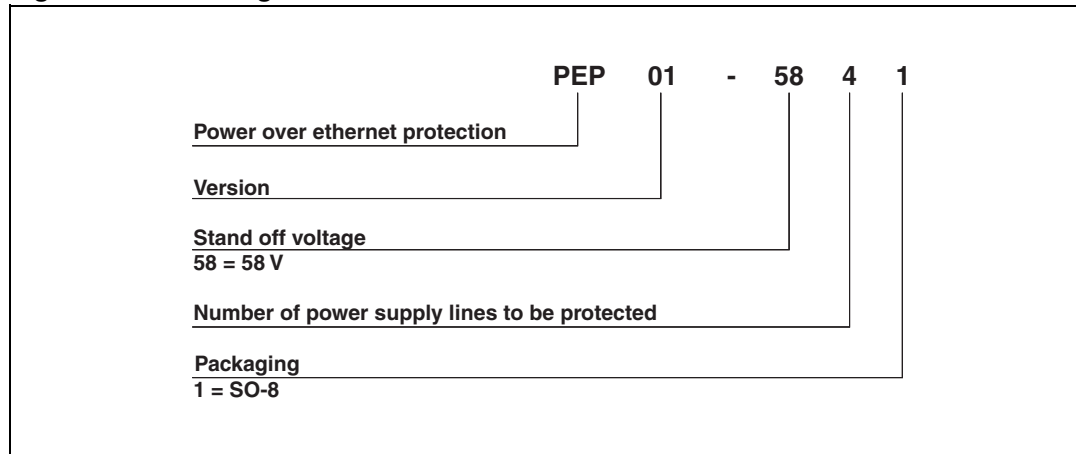 PEP 01 - 58 4 1
Power over ethernet protection
Version
Stand off voltage
58 = 58 V
Number of power supply lines to be protected
Packaging
1 = SO-8